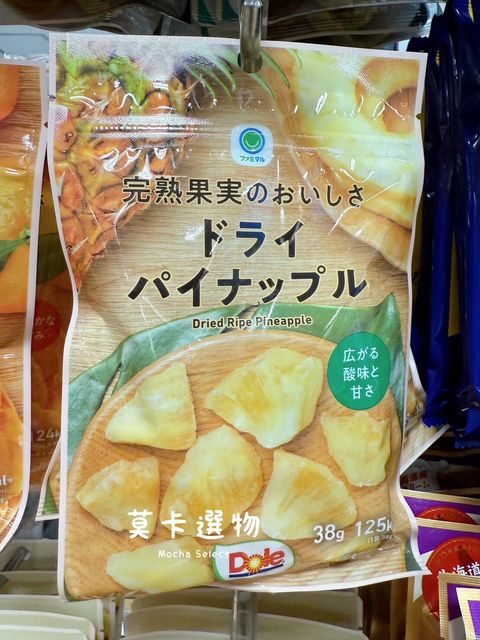 ファミマル
完熟果実のおいしさ
ドライ
パイナップル
Dried Ripe Pineapple
広がる
酸味と
甘さ
莫卡選物
Mocha Select
Dole
38g 125k